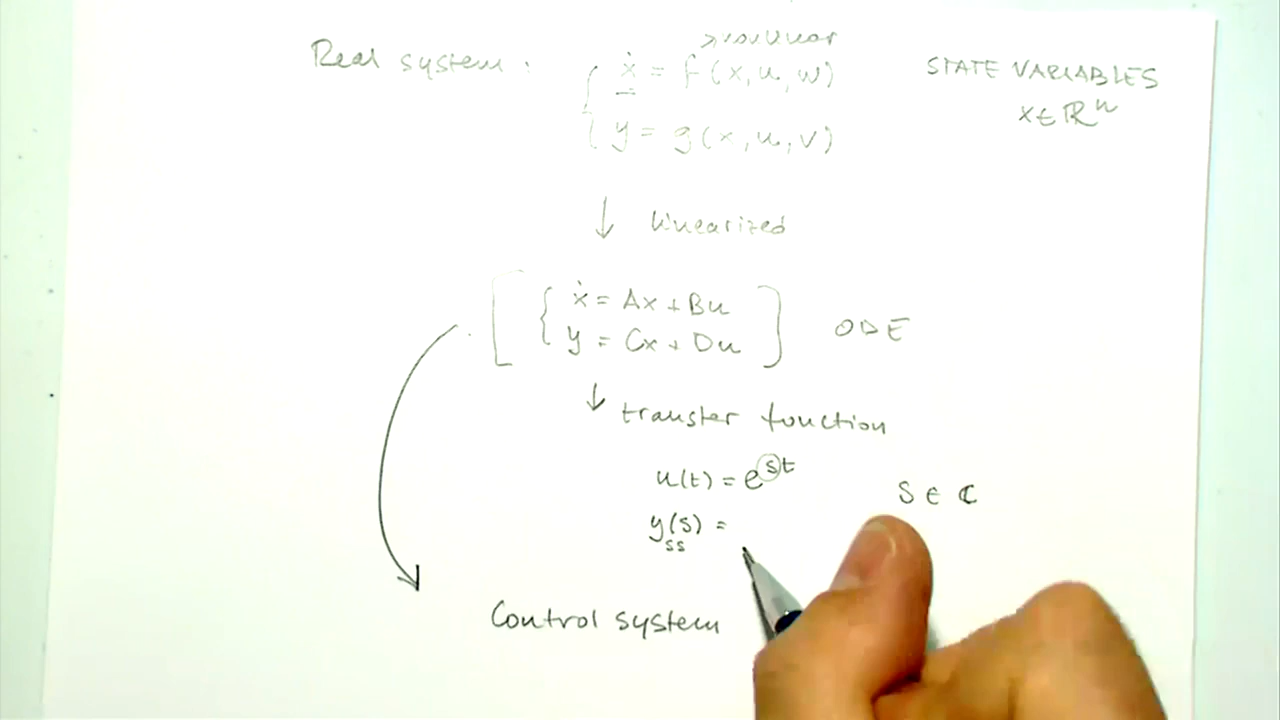 nonlinear
Real system : { ẋ = f (x, u, w)
y = g (x, u, v)
STATE VARIABLES
x ∈ ℝⁿ
↓ linearized
[ { ẋ = Ax + Bu
y = Cx + Du ] ODE
↓ transfer function
u(t) = e^st
s ∈ ℂ
y_ss(s) =
Control system